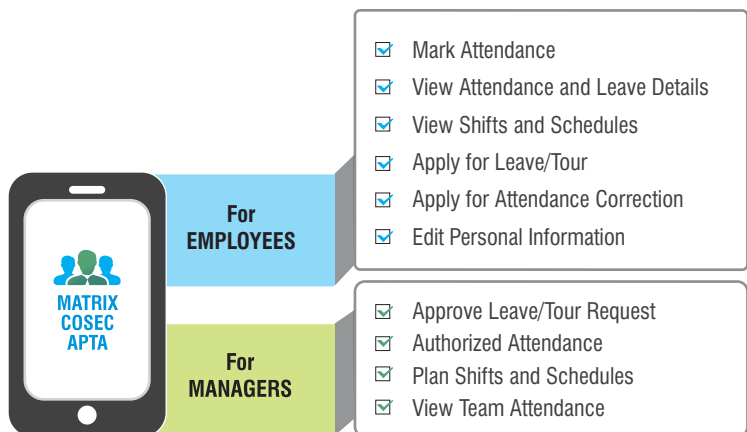 MATRIX
COSEC
APTA
For
EMPLOYEES
Mark Attendance
View Attendance and Leave Details
View Shifts and Schedules
Apply for Leave/Tour
Apply for Attendance Correction
Edit Personal Information
For
MANAGERS
Approve Leave/Tour Request
Authorized Attendance
Plan Shifts and Schedules
View Team Attendance